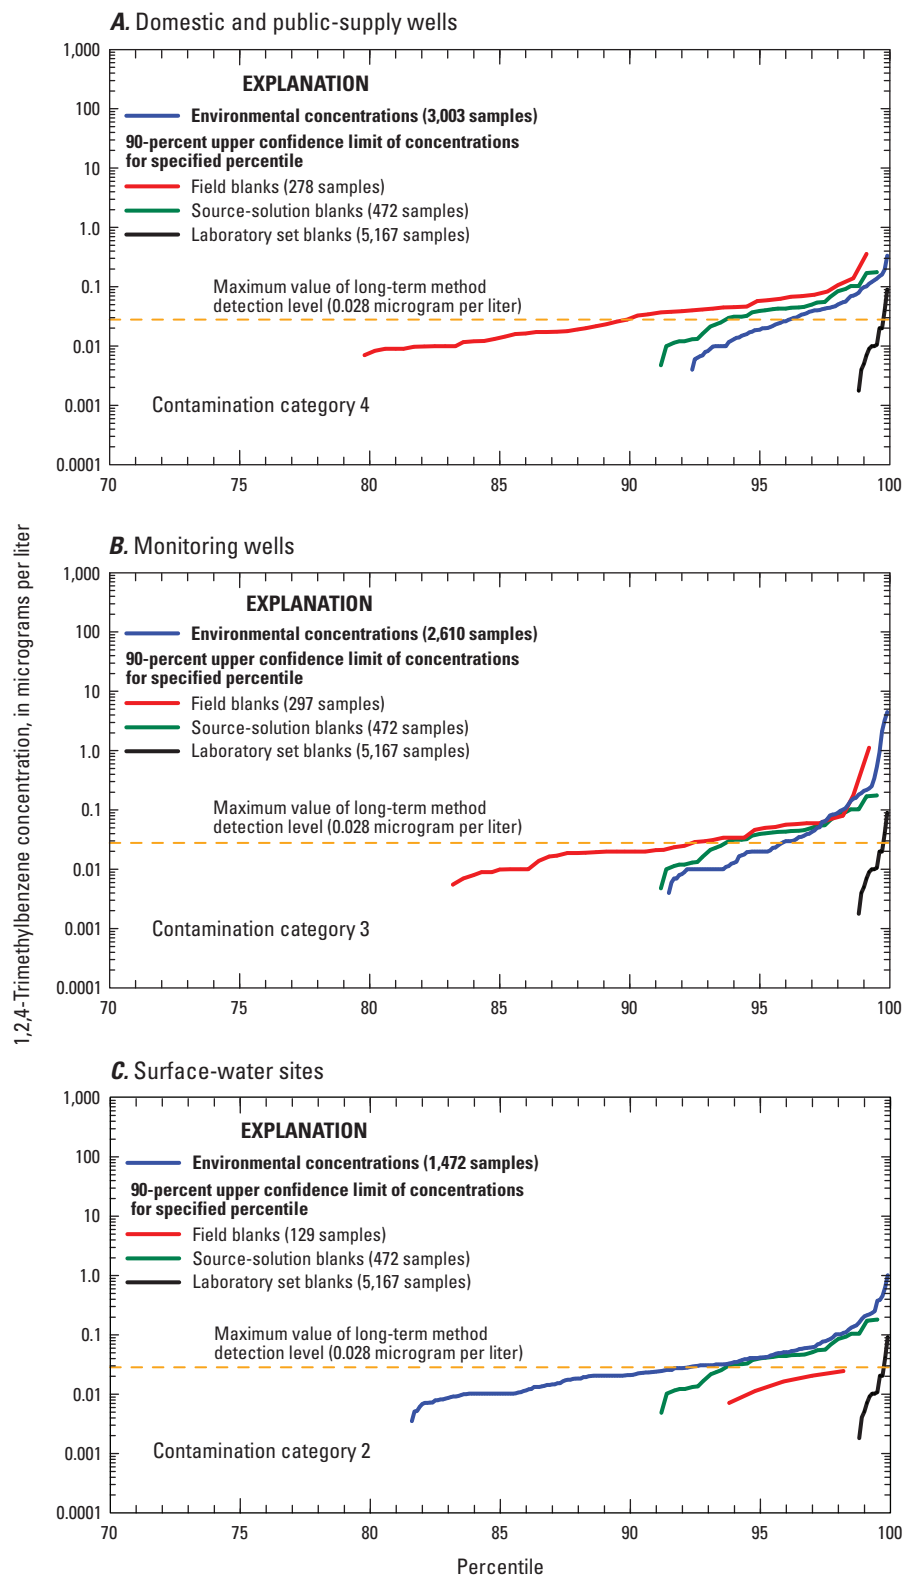 A. Domestic and public-supply wells
1,000
EXPLANATION
100
Environmental concentrations (3,003 samples)
90-percent upper confidence limit of concentrations
for specified percentile
10
Field blanks (278 samples)
Source-solution blanks (472 samples)
1.0
Laboratory set blanks (5,167 samples)
0.1
Maximum value of long-term method
detection level (0.028 microgram per liter)
0.01
0.001
Contamination category 4
0.0001
70 75 80 85 90 95 100
B. Monitoring wells
1,000
EXPLANATION
100
Environmental concentrations (2,610 samples)
90-percent upper confidence limit of concentrations
for specified percentile
10
Field blanks (297 samples)
Source-solution blanks (472 samples)
1.0
Laboratory set blanks (5,167 samples)
0.1
Maximum value of long-term method
detection level (0.028 microgram per liter)
0.01
0.001
Contamination category 3
0.0001
70 75 80 85 90 95 100
1,2,4-Trimethylbenzene concentration, in micrograms per liter
C. Surface-water sites
1,000
EXPLANATION
100
Environmental concentrations (1,472 samples)
90-percent upper confidence limit of concentrations
for specified percentile
10
Field blanks (129 samples)
Source-solution blanks (472 samples)
1.0
Laboratory set blanks (5,167 samples)
0.1
Maximum value of long-term method
detection level (0.028 microgram per liter)
0.01
0.001
Contamination category 2
0.0001
70 75 80 85 90 95 100
Percentile